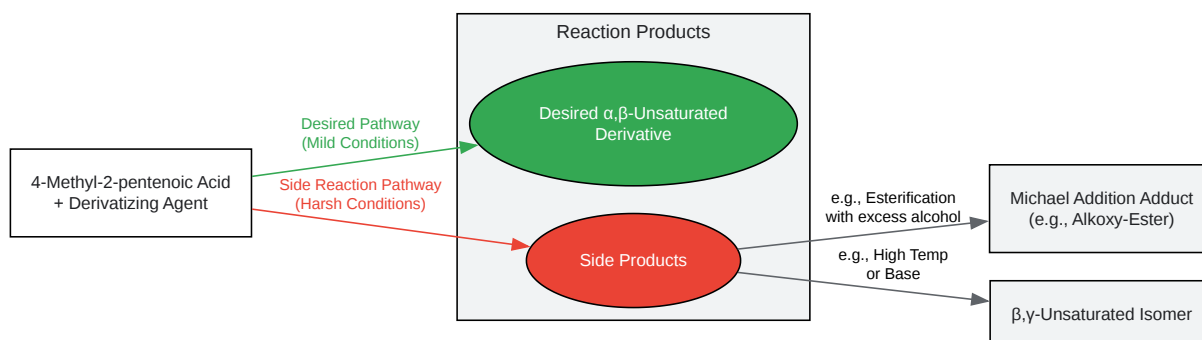 Reaction Products
Desired α,β-Unsaturated
Derivative
Desired Pathway
(Mild Conditions)
4-Methyl-2-pentenoic Acid
+ Derivatizing Agent
Side Reaction Pathway
(Harsh Conditions)
Side Products
e.g., Esterification
with excess alcohol
Michael Addition Adduct
(e.g., Alkoxy-Ester)
e.g., High Temp
or Base
β,γ-Unsaturated Isomer